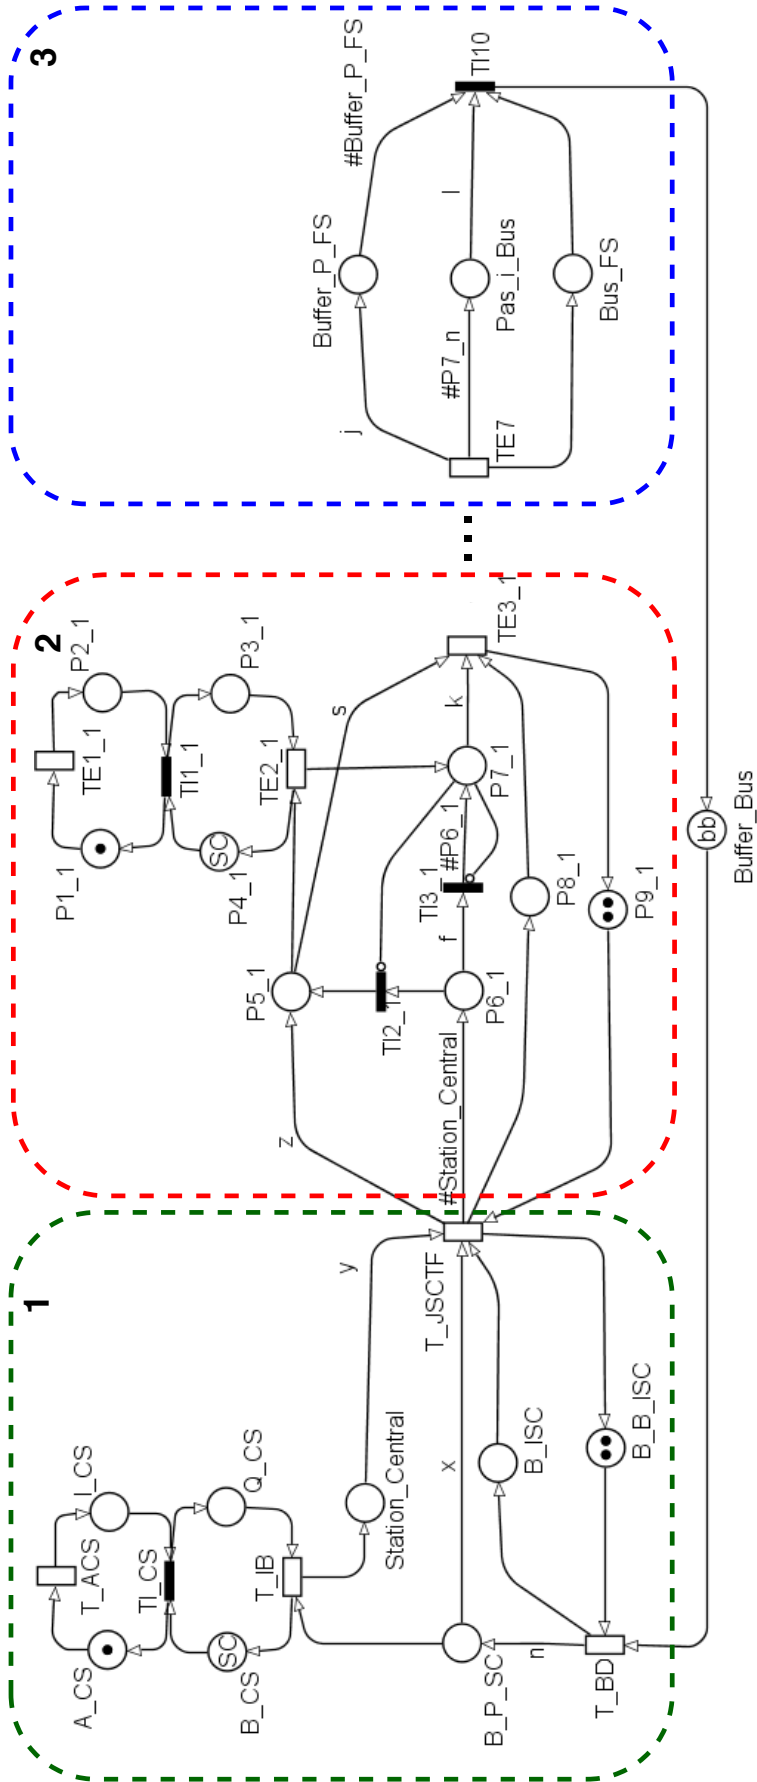 1
A_CS
T_ACS
I_CS
TI_CS
B_CS
SC
T_IB
Q_CS
Station_Central
y
B_P_SC
x
T_JSCTF
n
B_ISC
T_BD
B_B_ISC
2
P1_1
TE1_1
P2_1
TI1_1
P4_1
SC
TE2_1
P3_1
z
P5_1
s
TI2_1
#Station_Central
P6_1
f
TI3_1
#P6_1
P7_1
k
TE3_1
P8_1
P9_1
3
j
Buffer_P_FS
#Buffer_P_FS
TE7
#P7_n
Pas_i_Bus
l
TI10
Bus_FS
bb
Buffer_Bus